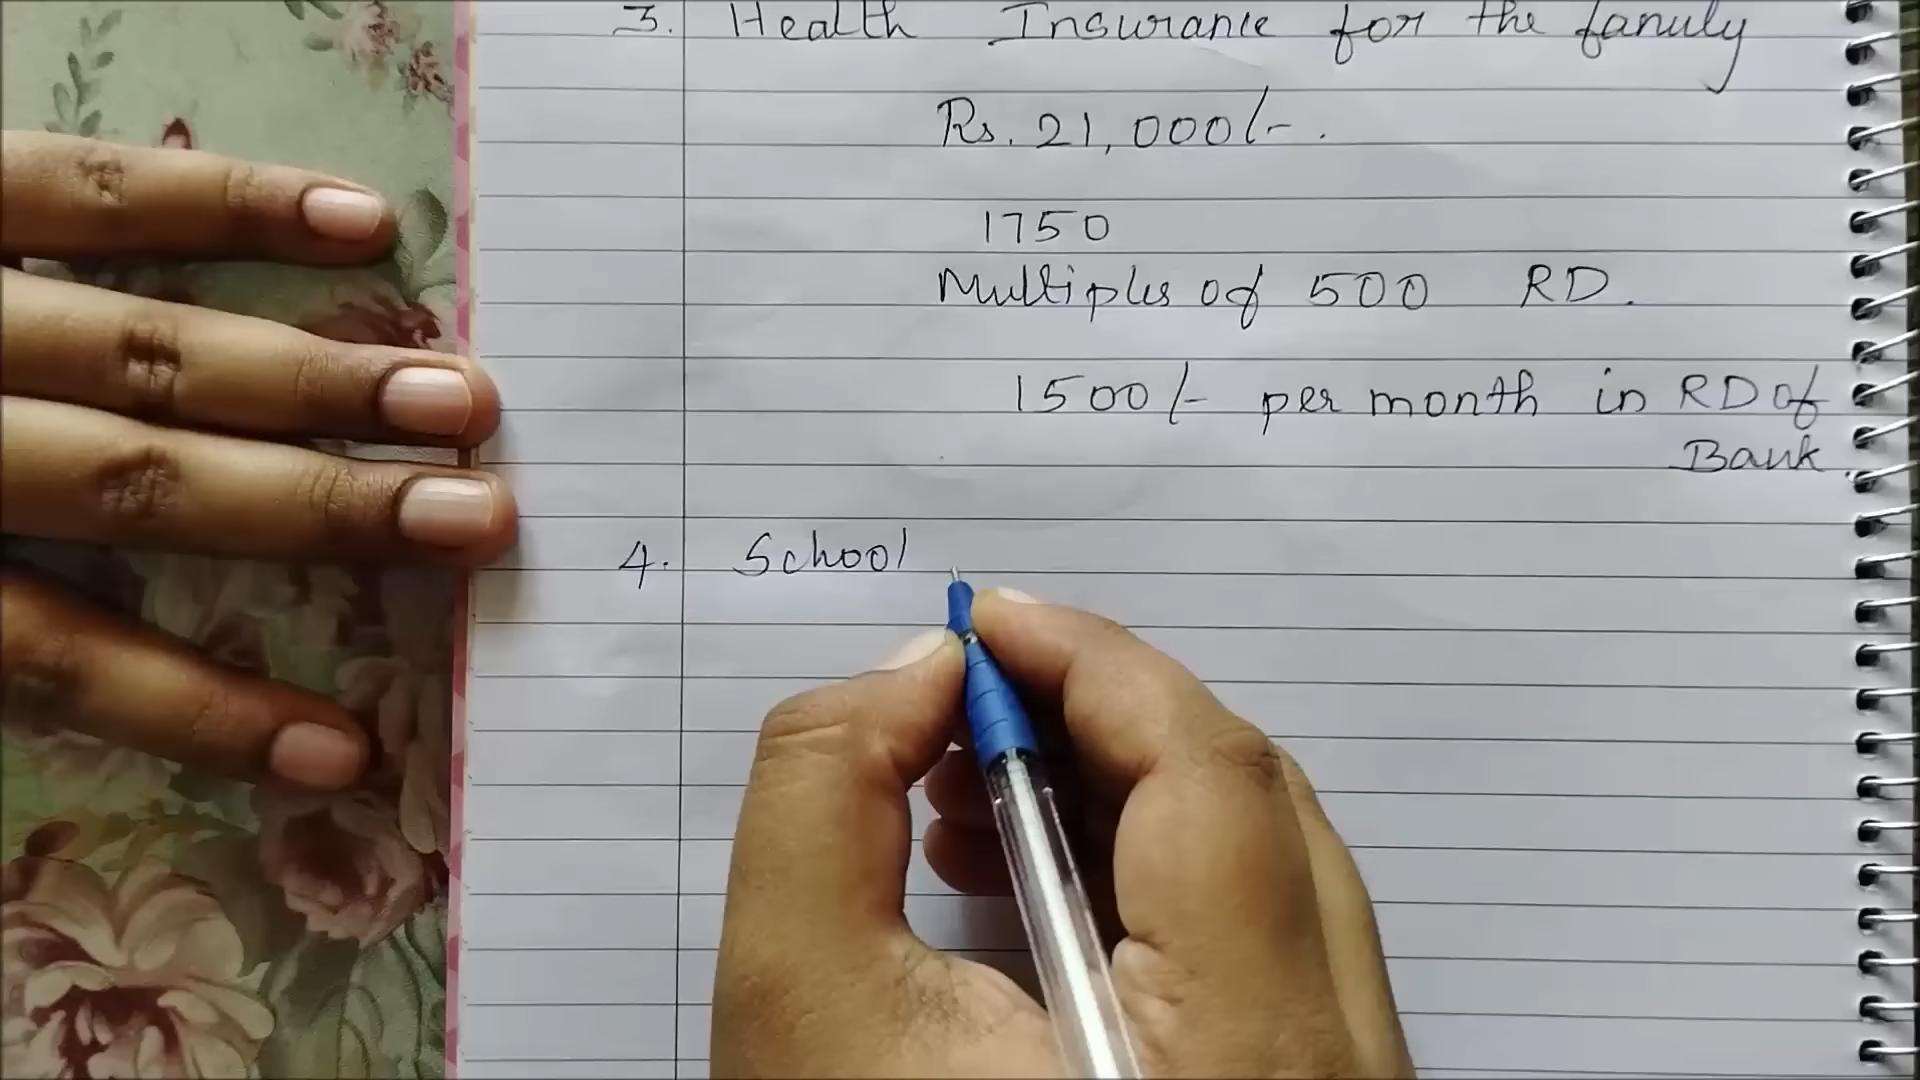 3. Health Insurance for the family
Rs. 21,000/-.
1750
Multiples of 500 RD.
1500/- per month in RD of
Bank.
4. School